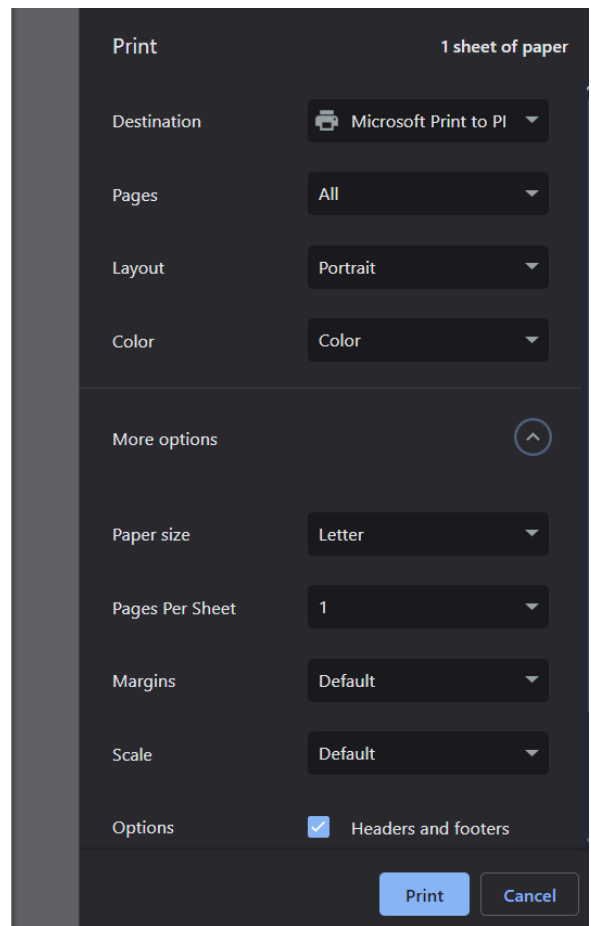 Print 1 sheet of paper
Destination Microsoft Print to PI
Pages All
Layout Portrait
Color Color
More options
Paper size Letter
Pages Per Sheet 1
Margins Default
Scale Default
Options Headers and footers
Print Cancel